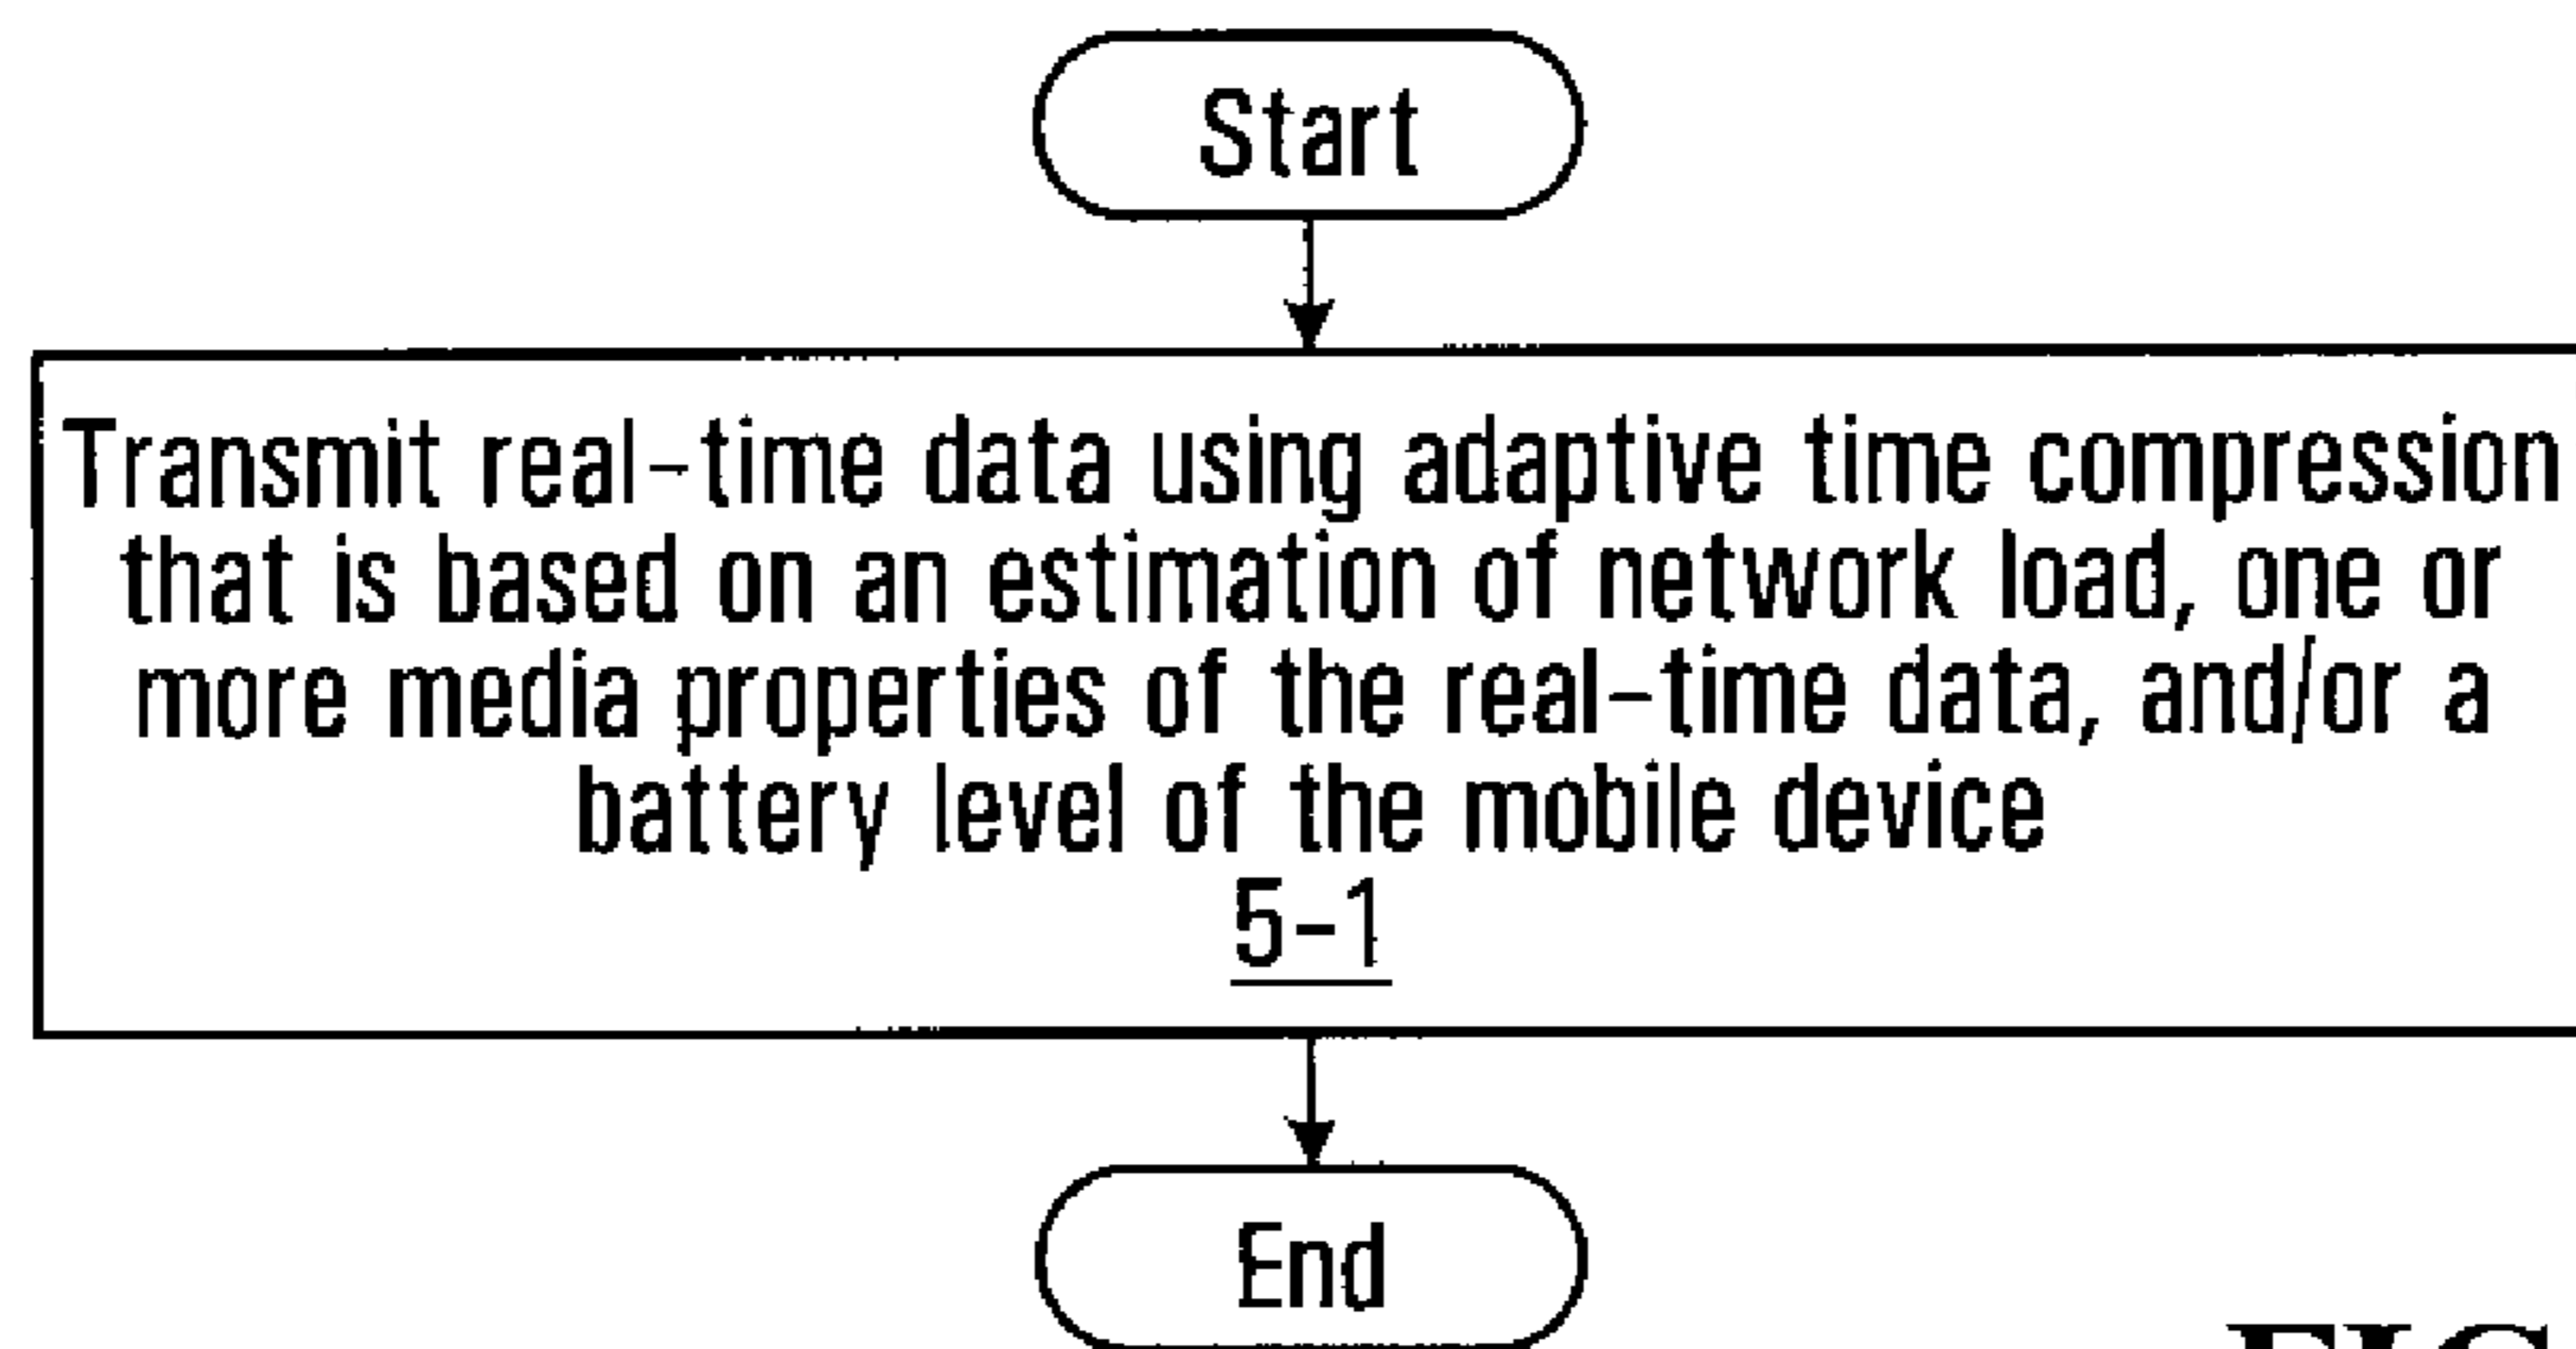 Start
Transmit real-time data using adaptive time compression
that is based on an estimation of network load, one or
more media properties of the real-time data, and/or a
battery level of the mobile device
5-1
End